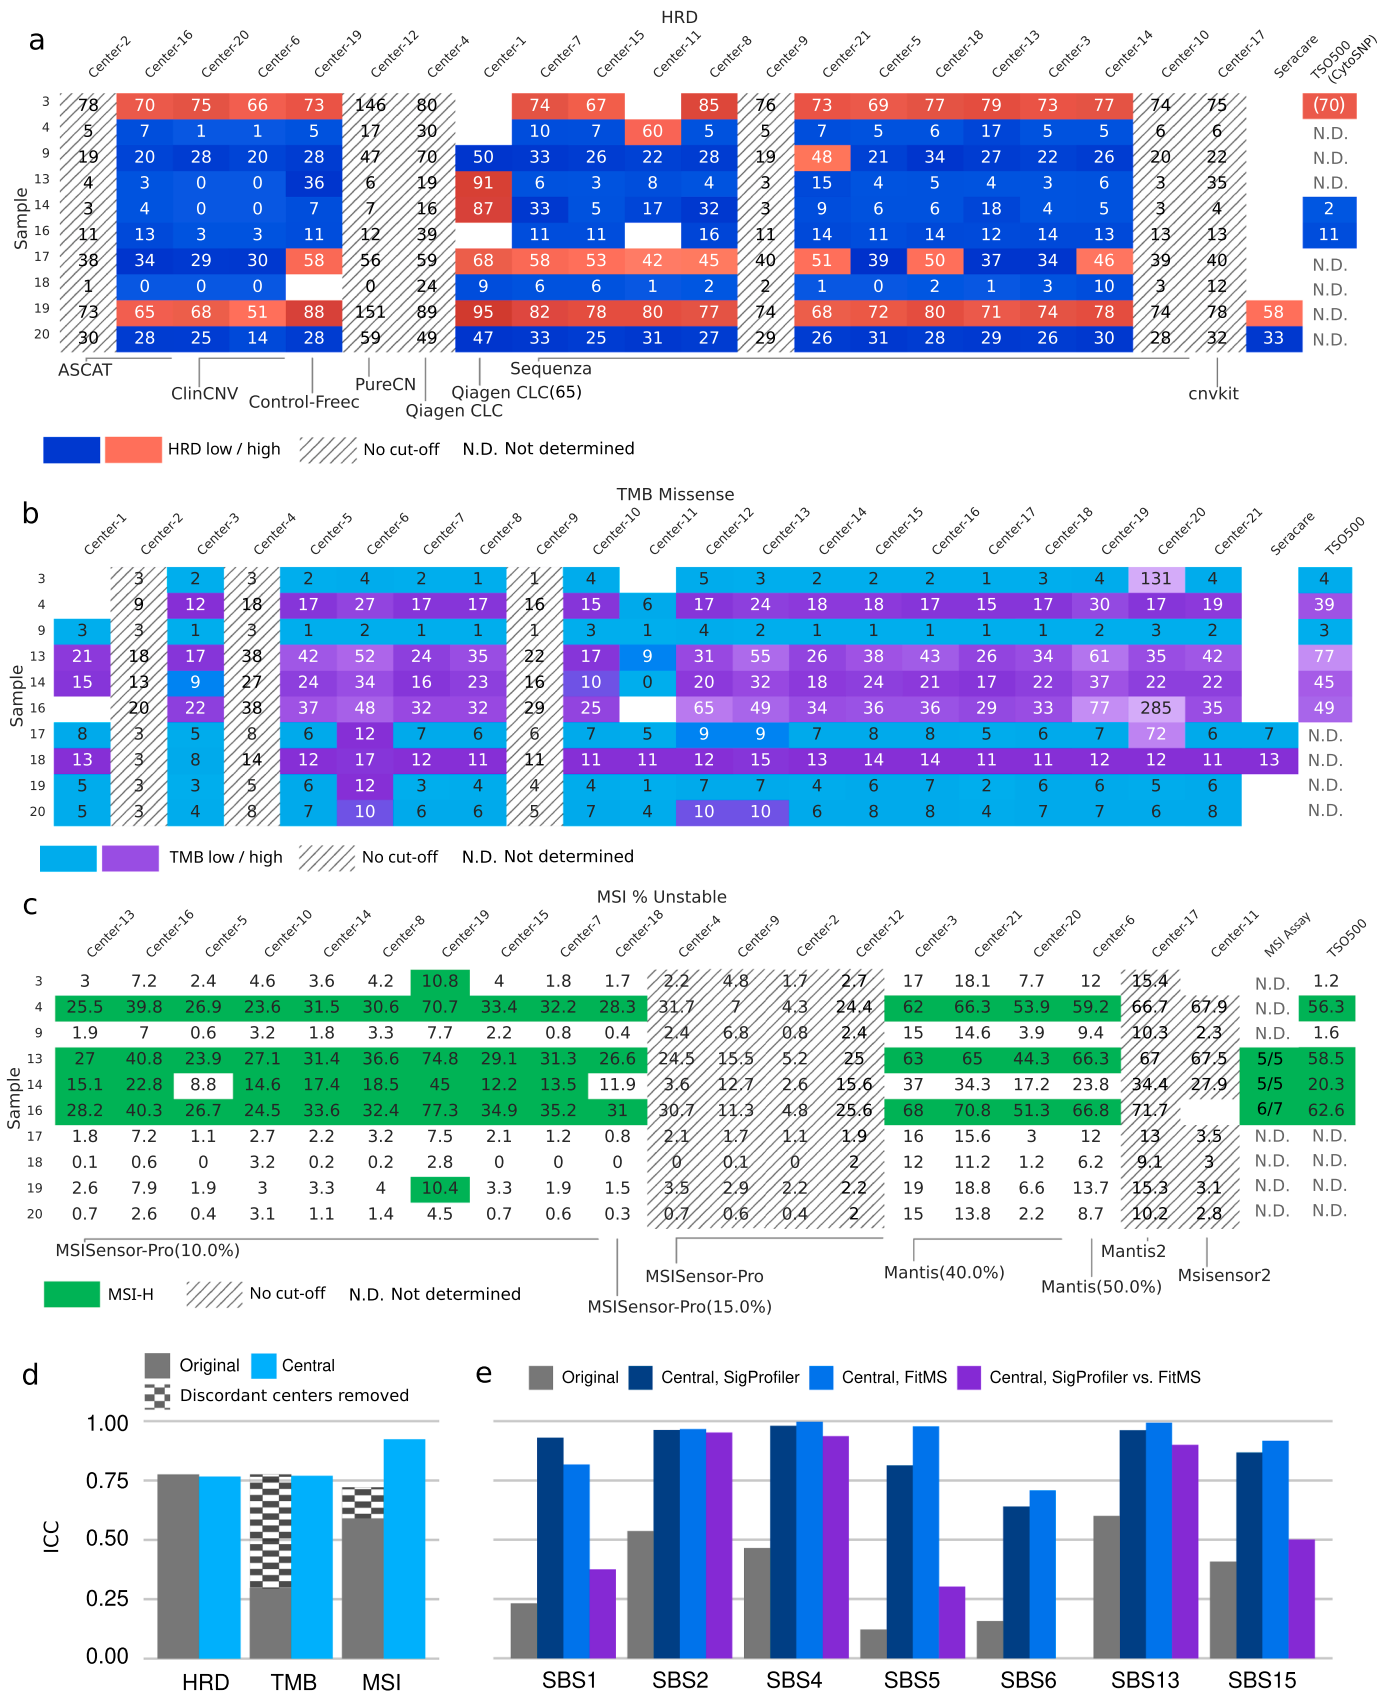 HRD
a
Center-2 Center-16 Center-20 Center-6 Center-19 Center-12 Center-4 Center-1 Center-7 Center-15 Center-11 Center-8 Center-9 Center-21 Center-5 Center-18 Center-13 Center-3 Center-14 Center-10 Center-17 Seracare TSO500 (CytoSNP)
Sample
3 78 70 75 66 73 146 80 74 67 85 76 73 69 77 79 73 77 74 75 (70)
4 5 7 1 1 5 17 30 10 7 60 5 5 7 5 6 17 5 5 6 6 N.D.
9 19 20 28 20 28 47 70 50 33 26 22 28 19 48 21 34 27 22 26 20 22 N.D.
13 4 3 0 0 36 6 19 91 6 3 8 4 3 15 4 5 4 3 6 3 35 N.D.
14 3 4 0 0 7 7 16 87 33 5 17 32 3 9 6 6 18 4 5 3 4 2
16 11 13 3 3 11 12 39 11 11 16 11 14 11 14 12 14 13 13 13 11
17 38 34 29 30 58 56 59 68 58 53 42 45 40 51 39 50 37 34 46 39 40 N.D.
18 1 0 0 0 0 24 9 6 6 1 2 2 1 0 2 1 3 10 3 12 N.D.
19 73 65 68 51 88 151 89 95 82 78 80 77 74 68 72 80 71 74 78 74 78 58 N.D.
20 30 28 25 14 28 59 49 47 33 25 31 27 29 26 31 28 29 26 30 28 32 33 N.D.
ASCAT
ClinCNV
Control-Freec
PureCN
Qiagen CLC
Qiagen CLC(65)
Sequenza
cnvkit
HRD low / high No cut-off N.D. Not determined
TMB Missense
b
Center-1 Center-2 Center-3 Center-4 Center-5 Center-6 Center-7 Center-8 Center-9 Center-10 Center-11 Center-12 Center-13 Center-14 Center-15 Center-16 Center-17 Center-18 Center-19 Center-20 Center-21 Seracare TSO500
Sample
3 3 2 3 2 4 2 1 1 4 5 3 2 2 2 1 3 4 131 4 4
4 9 12 18 17 27 17 17 16 15 6 17 24 18 18 17 15 17 30 17 19 39
9 3 3 1 3 1 2 1 1 1 3 1 4 2 1 1 1 1 1 2 3 2 3
13 21 18 17 38 42 52 24 35 22 17 9 31 55 26 38 43 26 34 61 35 42 77
14 15 13 9 27 24 34 16 23 16 10 0 20 32 18 24 21 17 22 37 22 22 45
16 20 22 38 37 48 32 32 29 25 65 49 34 36 36 29 33 77 285 35 49
17 8 3 5 8 6 12 7 6 6 7 5 9 9 7 8 8 5 6 7 72 6 7 N.D.
18 13 3 8 14 12 17 12 11 11 11 11 12 15 13 14 14 11 11 12 12 11 13 N.D.
19 5 3 3 5 6 12 3 4 4 4 1 7 7 4 6 7 2 6 6 5 6 N.D.
20 5 3 4 8 7 10 6 6 5 7 4 10 10 6 8 8 4 7 7 6 8 N.D.
TMB low / high No cut-off N.D. Not determined
MSI % Unstable
c
Center-13 Center-16 Center-5 Center-10 Center-14 Center-8 Center-19 Center-15 Center-7 Center-18 Center-4 Center-9 Center-2 Center-12 Center-3 Center-21 Center-20 Center-6 Center-17 Center-11 MSI Assay TSO500
Sample
3 3 7.2 2.4 4.6 3.6 4.2 10.8 4 1.8 1.7 2.2 4.8 1.7 2.7 17 18.1 7.7 12 15.4 N.D. 1.2
4 25.5 39.8 26.9 23.6 31.5 30.6 70.7 33.4 32.2 28.3 31.7 7 4.3 24.4 62 66.3 53.9 59.2 66.7 67.9 N.D. 56.3
9 1.9 7 0.6 3.2 1.8 3.3 7.7 2.2 0.8 0.4 2.4 6.8 0.8 2.4 15 14.6 3.9 9.4 10.3 2.3 N.D. 1.6
13 27 40.8 23.9 27.1 31.4 36.6 74.8 29.1 31.3 26.6 24.5 15.5 5.2 25 63 65 44.3 66.3 67 67.5 5/5 58.5
14 15.1 22.8 8.8 14.6 17.4 18.5 45 12.2 13.5 11.9 3.6 12.7 2.6 15.6 37 34.3 17.2 23.8 34.4 27.9 5/5 20.3
16 28.2 40.3 26.7 24.5 33.6 32.4 77.3 34.9 35.2 31 30.7 11.3 4.8 25.6 68 70.8 51.3 66.8 71.7 6/7 62.6
17 1.8 7.2 1.1 2.7 2.2 3.2 7.5 2.1 1.2 0.8 2.1 1.7 1.1 1.9 16 15.6 3 12 13 3.5 N.D. N.D.
18 0.1 0.6 0 3.2 0.2 0.2 2.8 0 0 0 0 0.1 0 2 12 11.2 1.2 6.2 9.1 3 N.D. N.D.
19 2.6 7.9 1.9 3 3.3 4 10.4 3.3 1.9 1.5 3.5 2.9 2.2 2.2 19 18.8 6.6 13.7 15.3 3.1 N.D. N.D.
20 0.7 2.6 0.4 3.1 1.1 1.4 4.5 0.7 0.6 0.3 0.7 0.6 0.4 2 15 13.8 2.2 8.7 10.2 2.8 N.D. N.D.
MSISensor-Pro(10.0%)
MSISensor-Pro(15.0%)
MSISensor-Pro
Mantis(40.0%)
Mantis(50.0%)
Mantis2
Msisensor2
MSI-H No cut-off N.D. Not determined
d
Original Central
Discordant centers removed
ICC
1.00
0.75
0.50
0.25
0.00
HRD TMB MSI
e
Original Central, SigProfiler Central, FitMS Central, SigProfiler vs. FitMS
SBS1 SBS2 SBS4 SBS5 SBS6 SBS13 SBS15